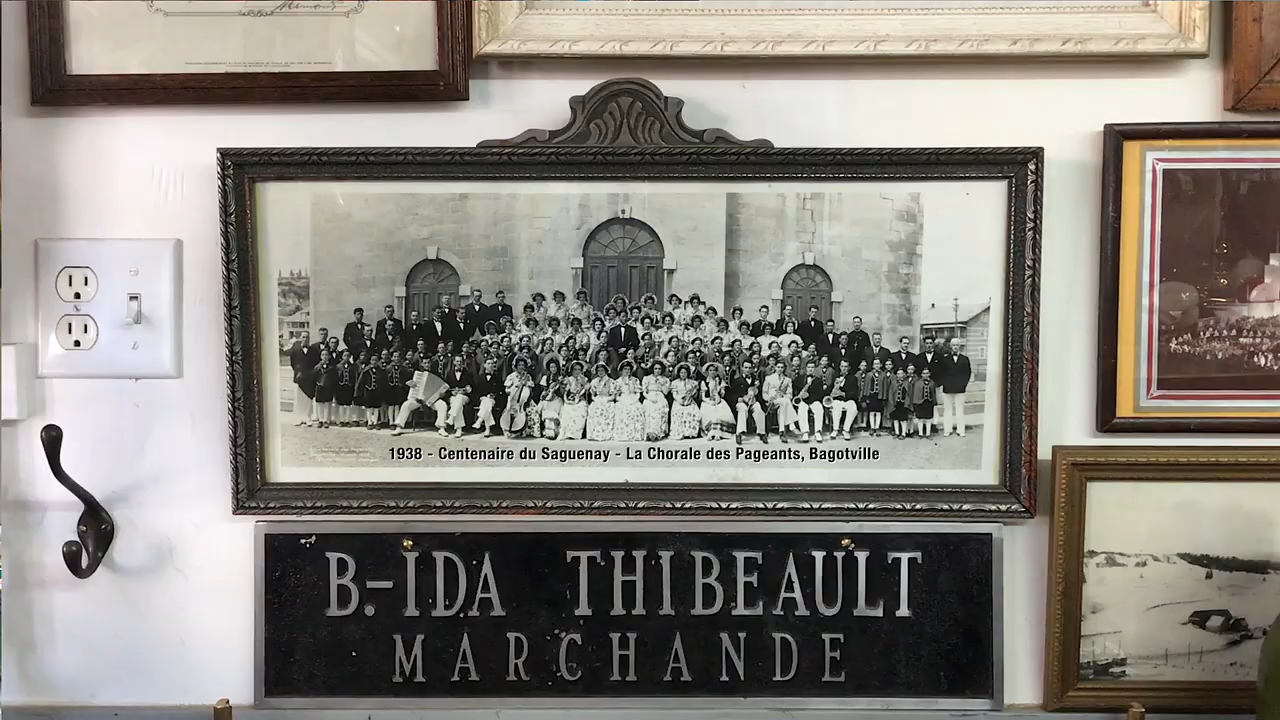 1938 - Centenaire du Saguenay - La Chorale des Pageants, Bagotville
B.-IDA THIBEAULT
MARCHANDE